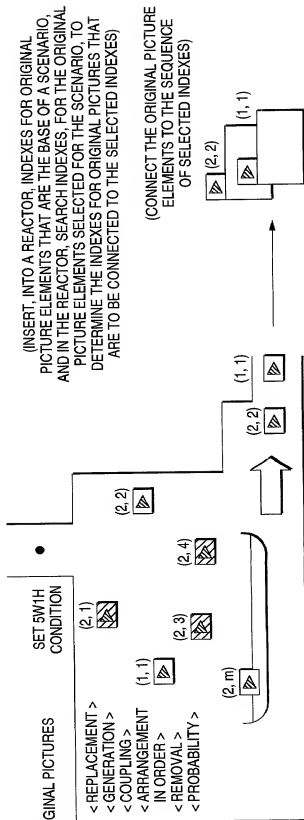 (INSERT, INTO A REACTOR, INDEXES FOR ORIGINAL
PICTURE ELEMENTS THAT ARE THE BASE OF A SCENARIO,
AND IN THE REACTOR, SEARCH INDEXES, FOR THE ORIGINAL
PICTURE ELEMENTS SELECTED FOR THE SCENARIO, TO
DETERMINE THE INDEXES FOR ORIGINAL PICTURES THAT
ARE TO BE CONNECTED TO THE SELECTED INDEXES)
GINAL PICTURES
SET 5W1H
CONDITION
< REPLACEMENT >
< GENERATION >
< COUPLING >
< ARRANGEMENT
IN ORDER >
< REMOVAL >
< PROBABILITY >
(2, 1)
(1, 1)
(2, 2)
(2, 3)
(2, 4)
(2, m)
(2, 2)
(1, 1)
(CONNECT THE ORIGINAL PICTURE
ELEMENTS TO THE SEQUENCE
OF SELECTED INDEXES)
(2, 2)
(1, 1)